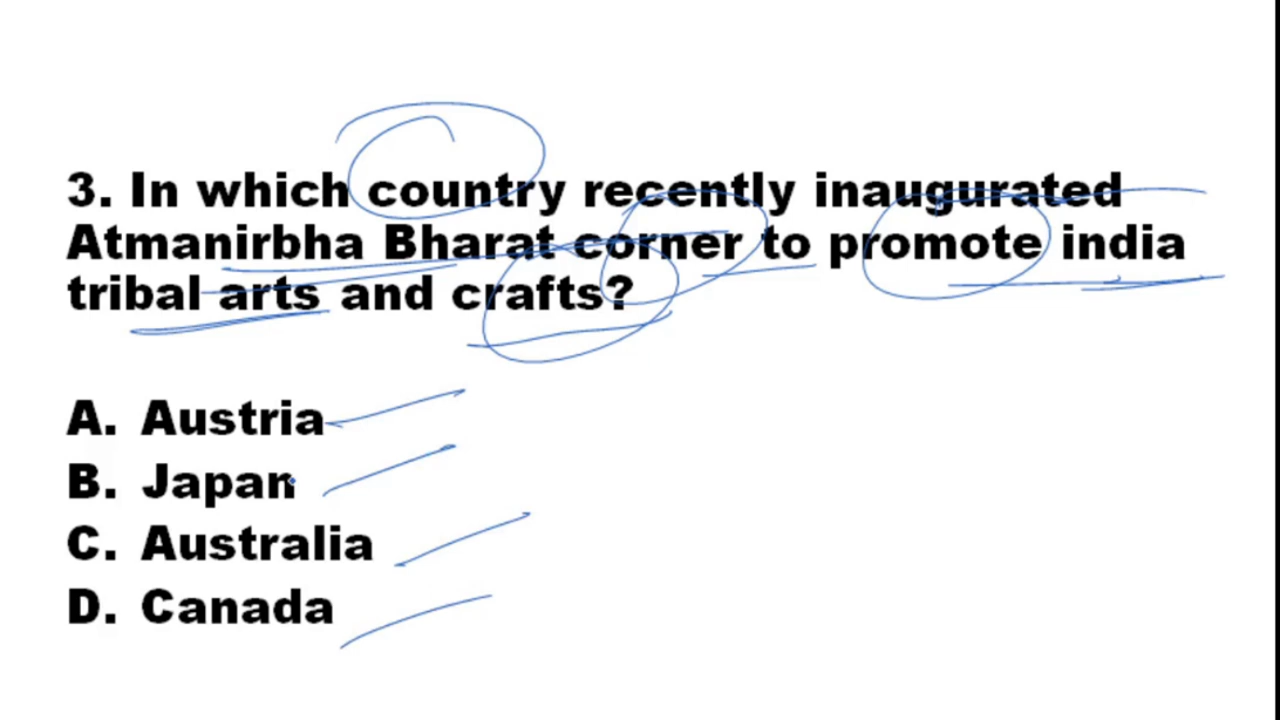 3. In which country recently inaugurated
Atmanirbha Bharat corner to promote india
tribal arts and crafts?
A. Austria
B. Japan
C. Australia
D. Canada